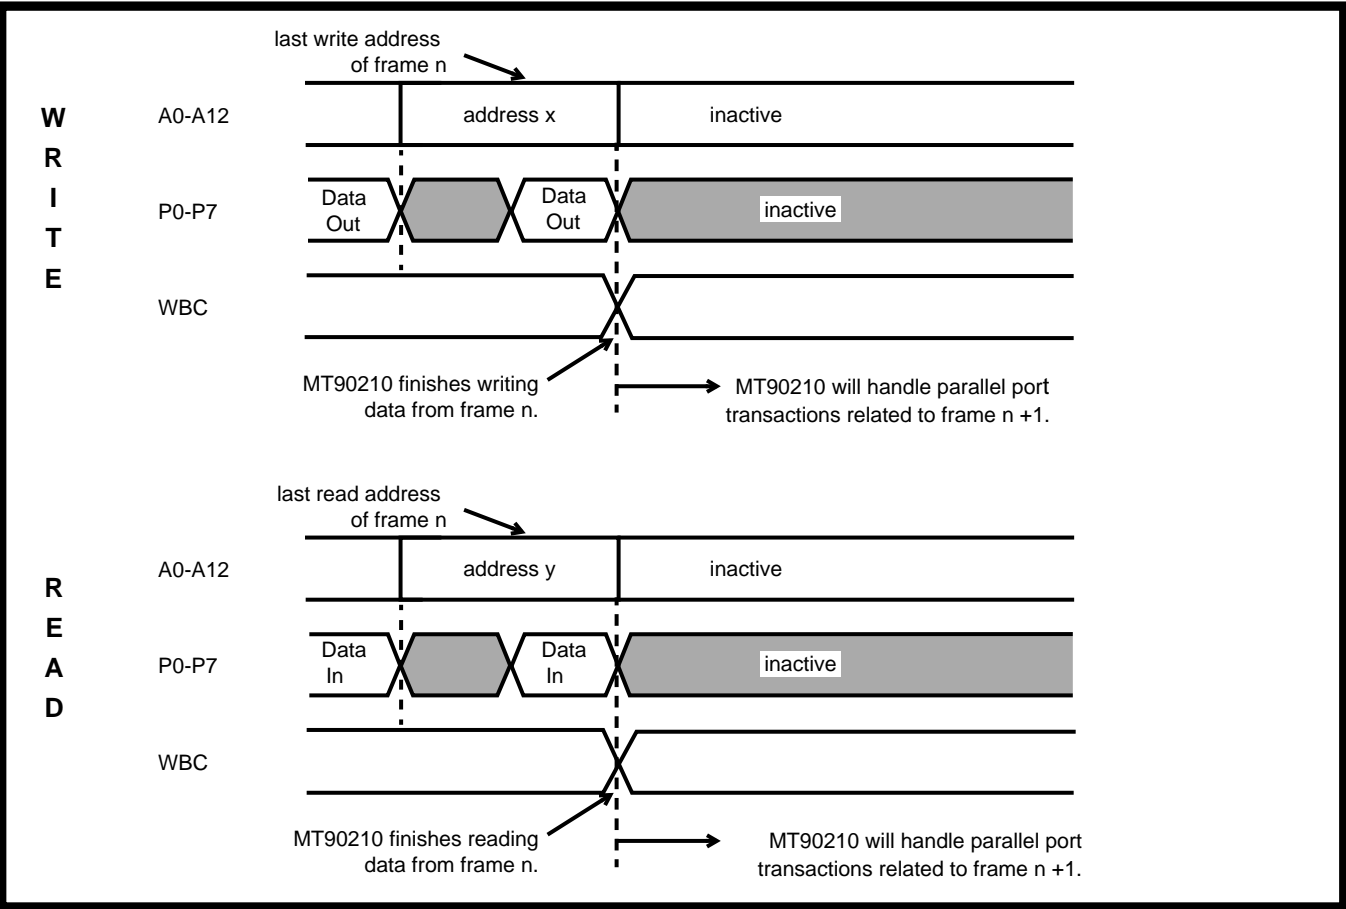 WRITE
last write address
of frame n
A0-A12
address x
inactive
P0-P7
Data
Out
Data
Out
inactive
WBC
MT90210 finishes writing
data from frame n.
MT90210 will handle parallel port
transactions related to frame n +1.
READ
last read address
of frame n
A0-A12
address y
inactive
P0-P7
Data
In
Data
In
inactive
WBC
MT90210 finishes reading
data from frame n.
MT90210 will handle parallel port
transactions related to frame n +1.